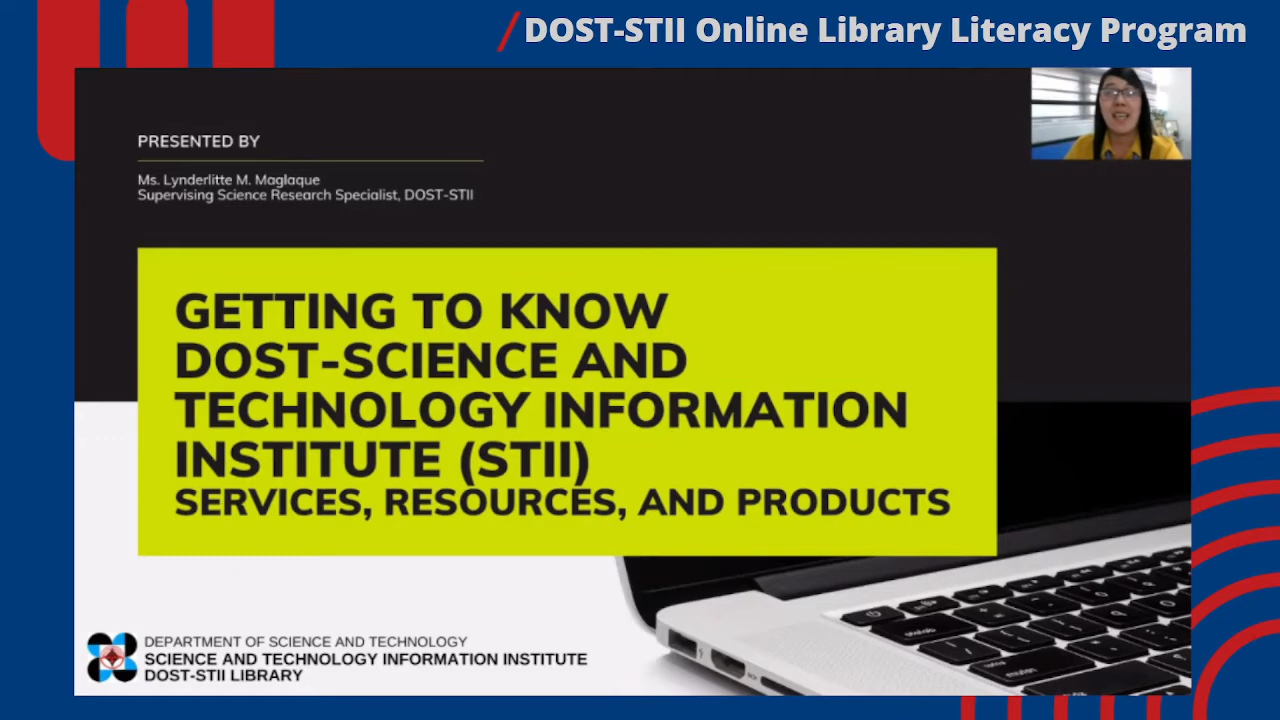 /DOST-STII Online Library Literacy Program
PRESENTED BY
Ms. Lynderlitte M. Maglaque
Supervising Science Research Specialist, DOST-STII
GETTING TO KNOW
DOST-SCIENCE AND
TECHNOLOGY INFORMATION
INSTITUTE (STII)
SERVICES, RESOURCES, AND PRODUCTS
DEPARTMENT OF SCIENCE AND TECHNOLOGY
SCIENCE AND TECHNOLOGY INFORMATION INSTITUTE
DOST-STII LIBRARY